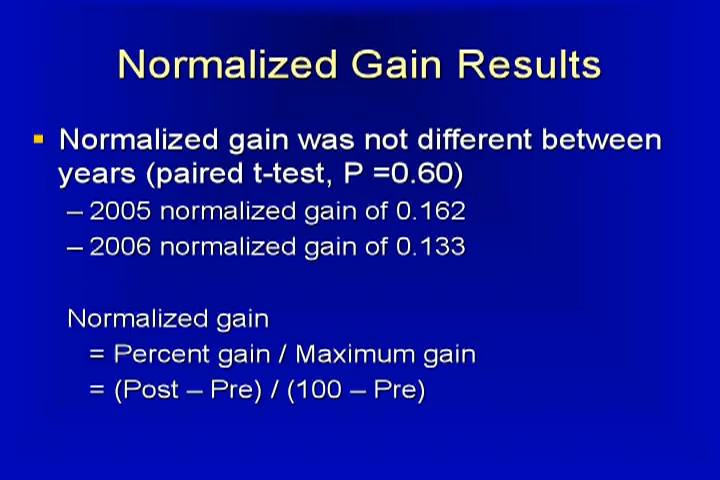 Normalized Gain Results
Normalized gain was not different between
years (paired t-test, P =0.60)
– 2005 normalized gain of 0.162
– 2006 normalized gain of 0.133
Normalized gain
= Percent gain / Maximum gain
= (Post – Pre) / (100 – Pre)